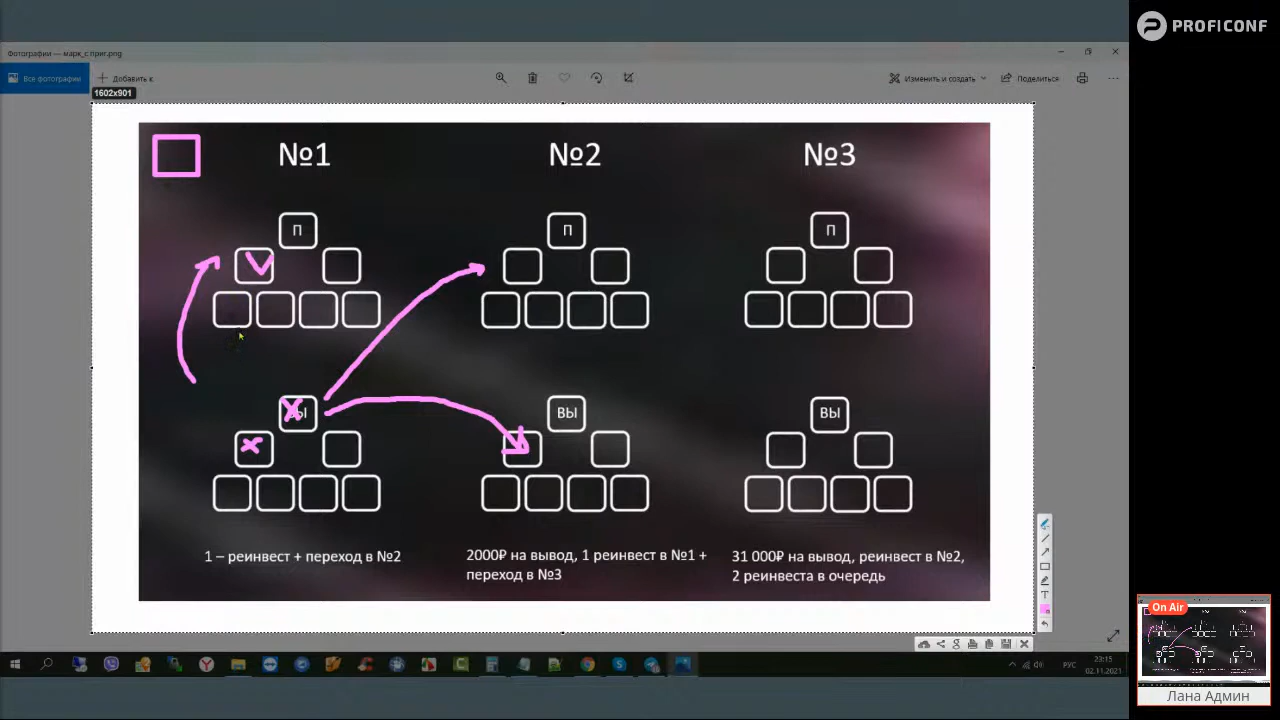 PROFICONF
Фотографии — марк_с приг.png
Все фотографии
Добавить к
Изменить и создать
Поделиться
1602x901
№1 №2 №3
П П П
ВЫ ВЫ ВЫ
1 – реинвест + переход в №2
2000₽ на вывод, 1 реинвест в №1 +
переход в №3
31 000₽ на вывод, реинвест в №2,
2 реинвеста в очередь
On Air
Лана Админ
РУС
23:15
02.11.2021